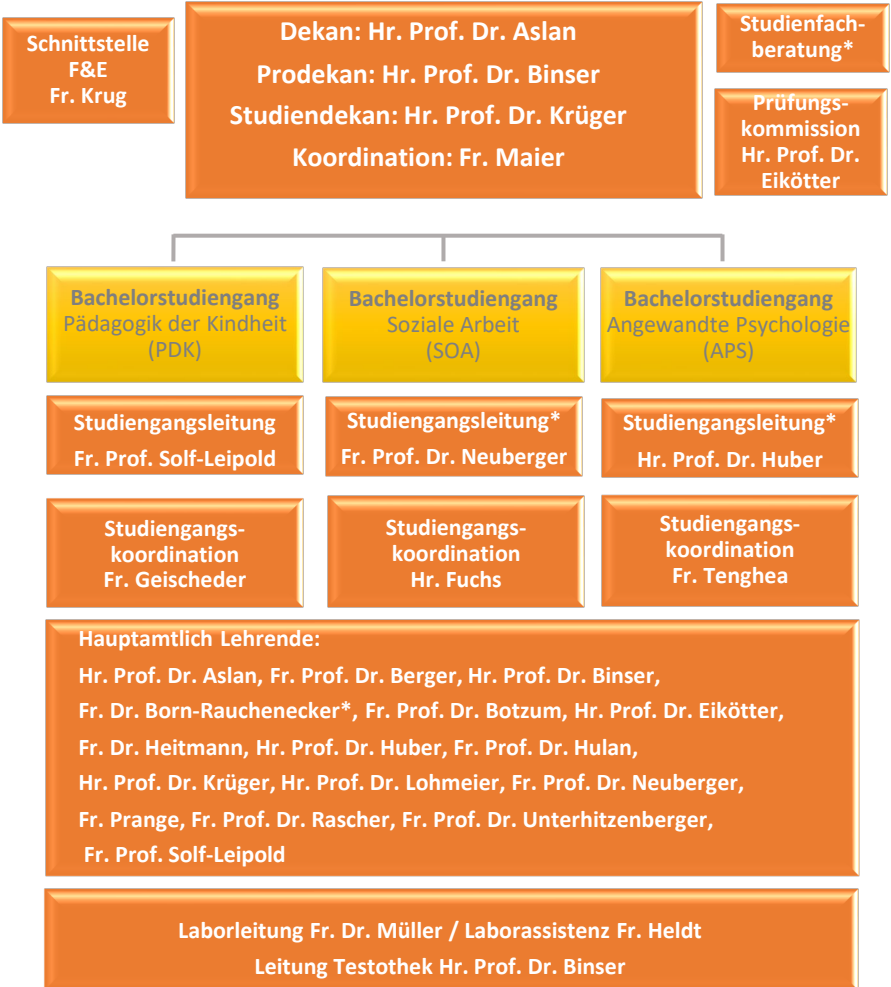 Schnittstelle
F&E
Fr. Krug
Dekan: Hr. Prof. Dr. Aslan
Prodekan: Hr. Prof. Dr. Binser
Studiendekan: Hr. Prof. Dr. Krüger
Koordination: Fr. Maier
Studienfach-
beratung*
Prüfungs-
kommission
Hr. Prof. Dr.
Eikötter
Bachelorstudiengang
Pädagogik der Kindheit
(PDK)
Bachelorstudiengang
Soziale Arbeit
(SOA)
Bachelorstudiengang
Angewandte Psychologie
(APS)
Studiengangsleitung
Fr. Prof. Solf-Leipold
Studiengangsleitung*
Fr. Prof. Dr. Neuberger
Studiengangsleitung*
Hr. Prof. Dr. Huber
Studiengangs-
koordination
Fr. Geischeder
Studiengangs-
koordination
Hr. Fuchs
Studiengangs-
koordination
Fr. Tenghea
Hauptamtlich Lehrende:
Hr. Prof. Dr. Aslan, Fr. Prof. Dr. Berger, Hr. Prof. Dr. Binser,
Fr. Dr. Born-Rauchenecker*, Fr. Prof. Dr. Botzum, Hr. Prof. Dr. Eikötter,
Fr. Dr. Heitmann, Hr. Prof. Dr. Huber, Fr. Prof. Dr. Hulan,
Hr. Prof. Dr. Krüger, Hr. Prof. Dr. Lohmeier, Fr. Prof. Dr. Neuberger,
Fr. Prange, Fr. Prof. Dr. Rascher, Fr. Prof. Dr. Unterhitzenberger,
Fr. Prof. Solf-Leipold
Laborleitung Fr. Dr. Müller / Laborassistenz Fr. Heldt
Leitung Testothek Hr. Prof. Dr. Binser